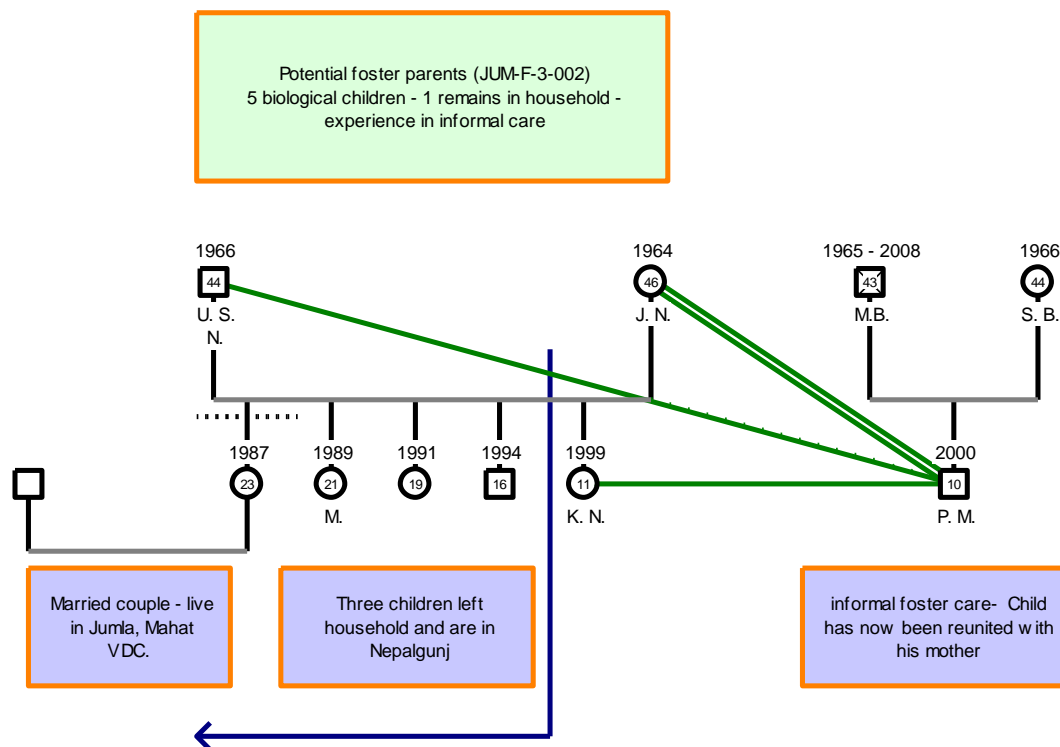 Potential foster parents (JUM-F-3-002)
5 biological children - 1 remains in household -
experience in informal care
1966
1964
1965 - 2008
1966
44
46
43
44
U. S.
N.
J. N.
M.B.
S. B.
1987
1989
1991
1994
1999
2000
23
21
19
16
11
10
M.
K. N.
P. M.
Married couple - live
in Jumla, Mahat
VDC.
Three children left
household and are in
Nepalgunj
informal foster care- Child
has now been reunited with
his mother